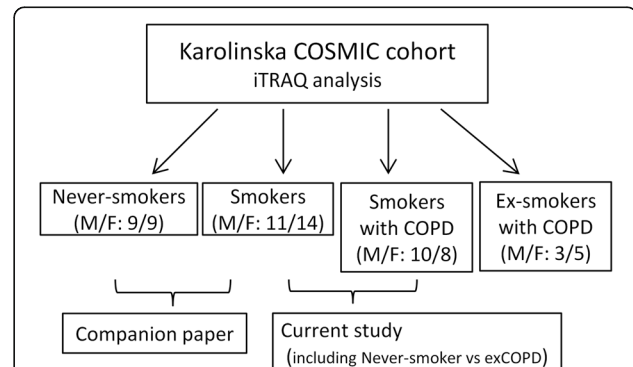 Karolinska COSMIC cohort
iTRAQ analysis
Never-smokers
(M/F: 9/9)
Smokers
(M/F: 11/14)
Smokers
with COPD
(M/F: 10/8)
Ex-smokers
with COPD
(M/F: 3/5)
Companion paper
Current study
(including Never-smoker vs exCOPD)